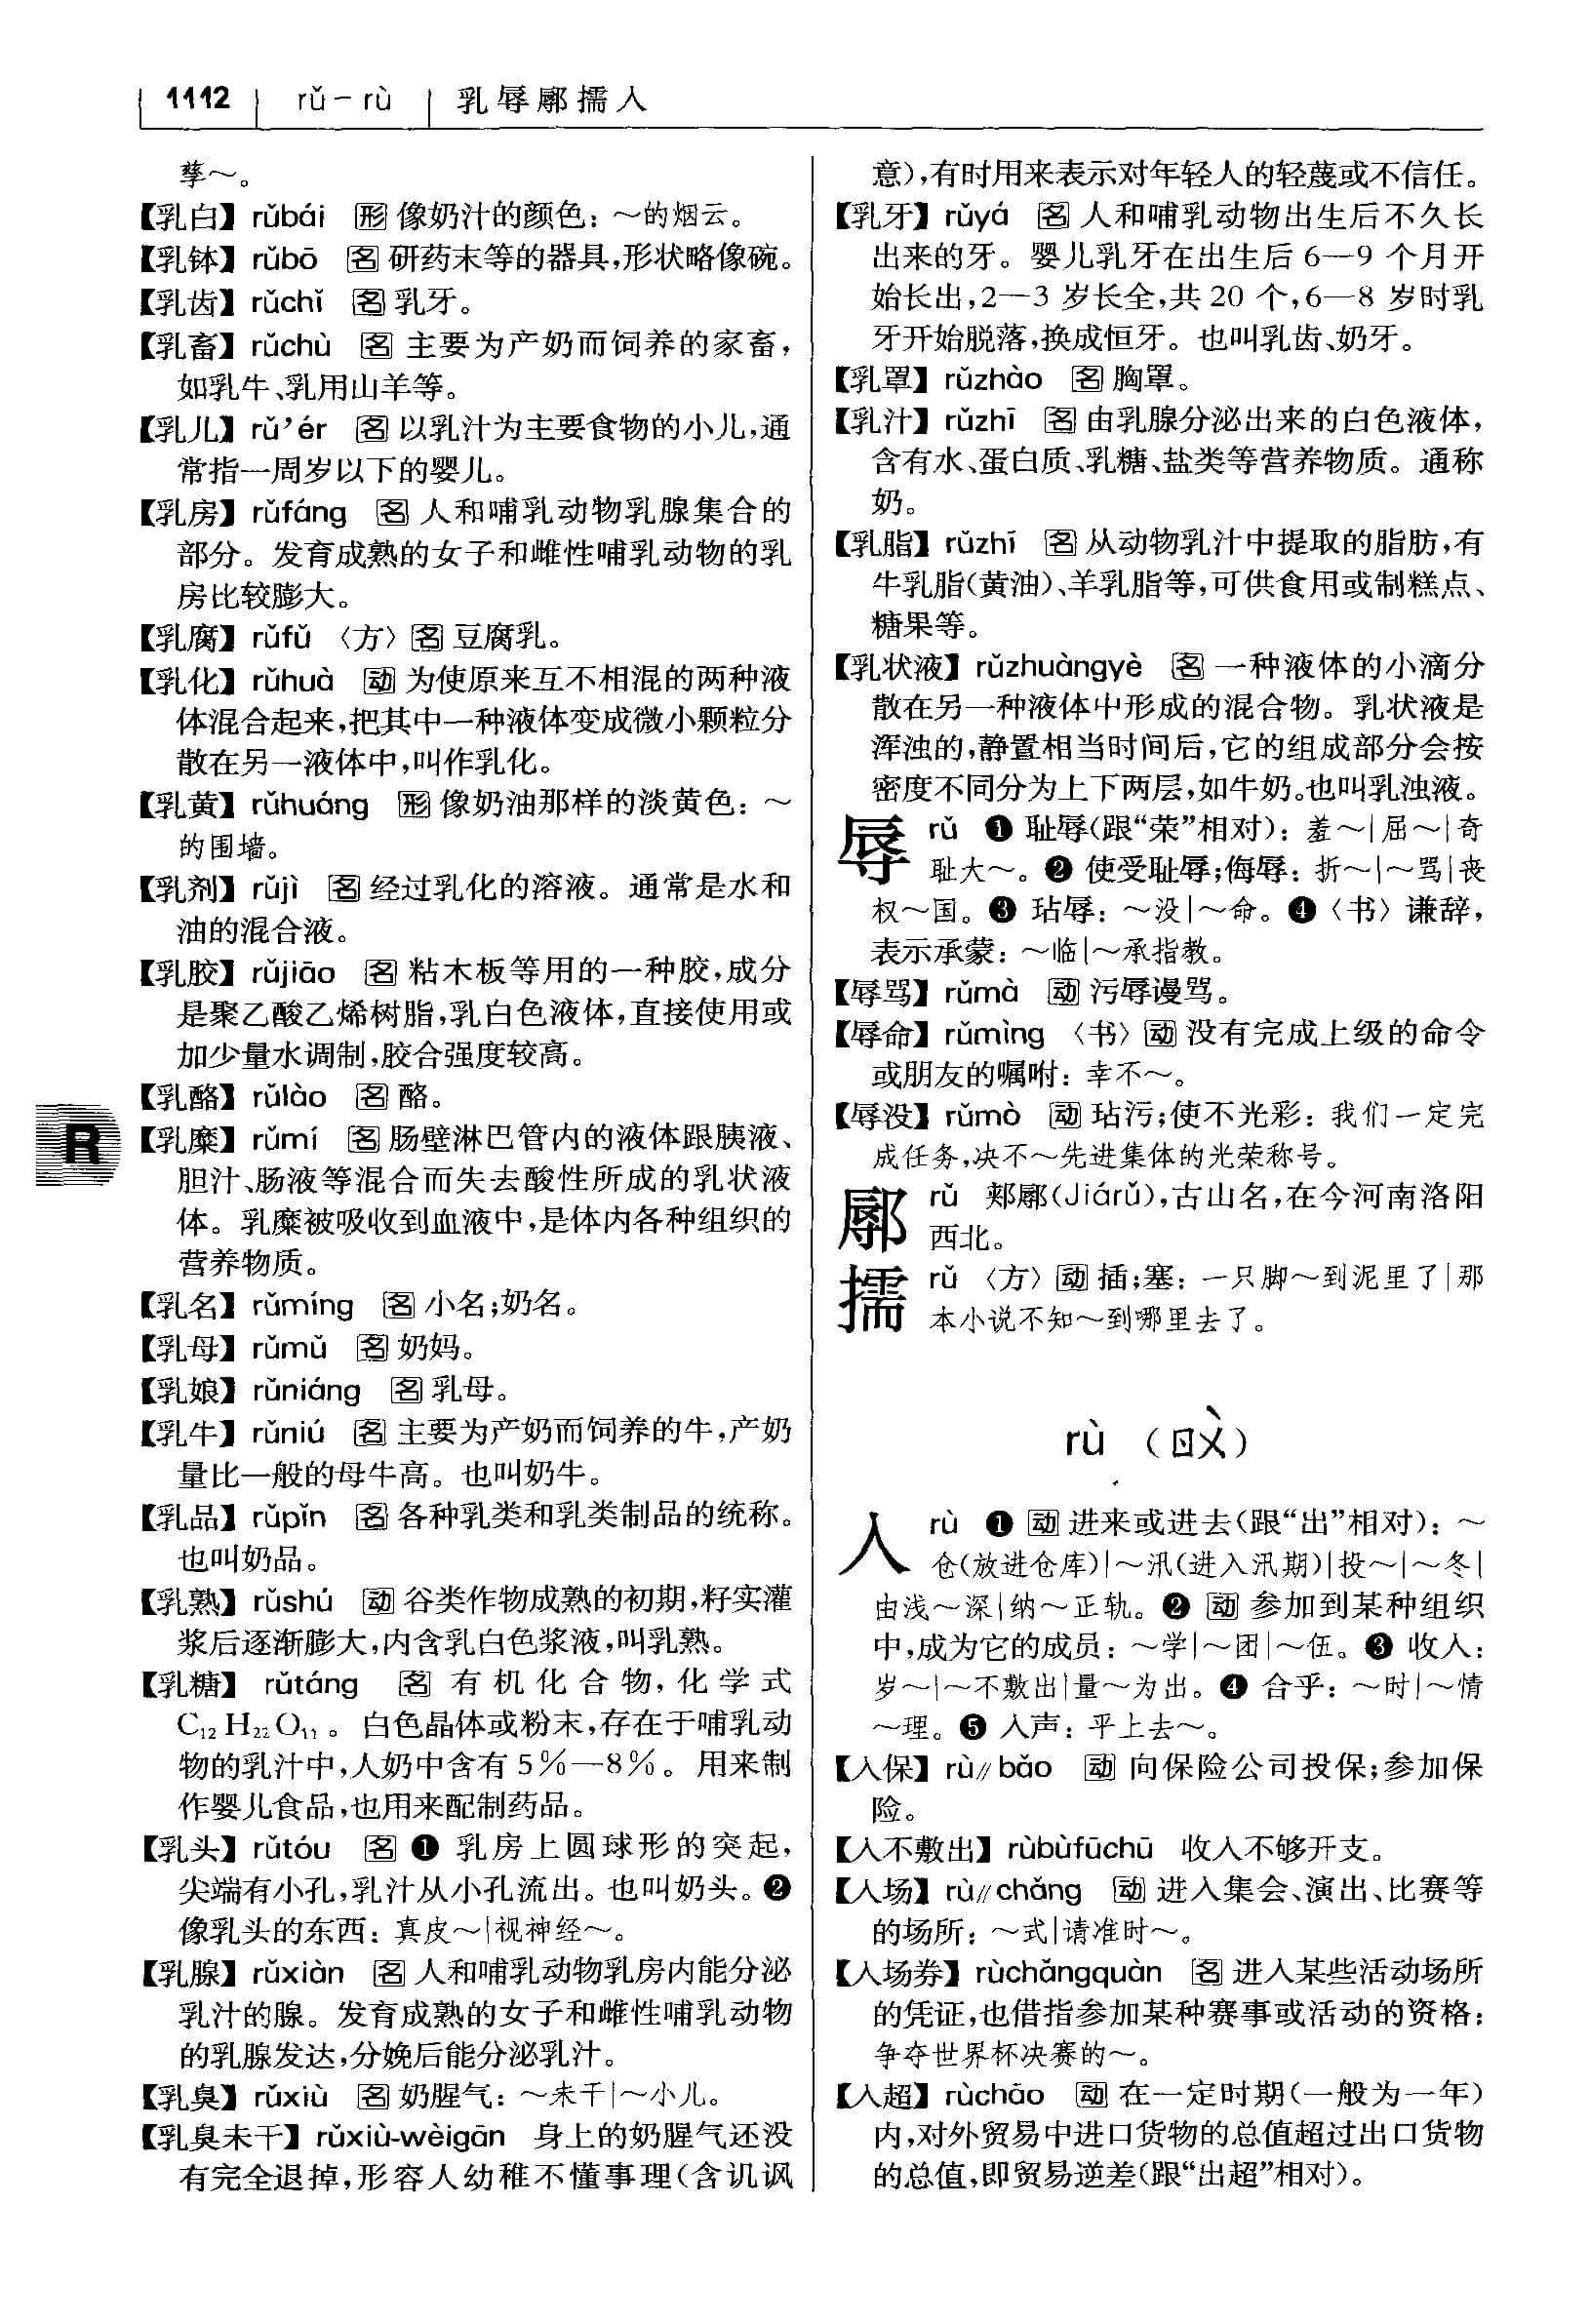 1112 rǔ－rù 乳辱鄏擩入
孳～。
【乳白】rǔbái 形 像奶汁的颜色：～的烟云。
【乳钵】rǔbō 名 研药末等的器具，形状略像碗。
【乳齿】rǔchǐ 名 乳牙。
【乳畜】rǔchù 名 主要为产奶而饲养的家畜，
如乳牛、乳用山羊等。
【乳儿】rǔ’ér 名 以乳汁为主要食物的小儿，通
常指一周岁以下的婴儿。
【乳房】rǔfáng 名 人和哺乳动物乳腺集合的
部分。发育成熟的女子和雌性哺乳动物的乳
房比较膨大。
【乳腐】rǔfǔ〈方〉名 豆腐乳。
【乳化】rǔhuà 动 为使原来互不相混的两种液
体混合起来，把其中一种液体变成微小颗粒分
散在另一液体中，叫作乳化。
【乳黄】rǔhuáng 形 像奶油那样的淡黄色：～
的围墙。
【乳剂】rǔjì 名 经过乳化的溶液。通常是水和
油的混合液。
【乳胶】rǔjiāo 名 粘木板等用的一种胶，成分
是聚乙酸乙烯树脂，乳白色液体，直接使用或
加少量水调制，胶合强度较高。
【乳酪】rǔlào 名 酪。
R
【乳糜】rǔmí 名 肠壁淋巴管内的液体跟胰液、
胆汁、肠液等混合而失去酸性所成的乳状液
体。乳糜被吸收到血液中，是体内各种组织的
营养物质。
【乳名】rǔmíng 名 小名；奶名。
【乳母】rǔmǔ 名 奶妈。
【乳娘】rǔniáng 名 乳母。
【乳牛】rǔniú 名 主要为产奶而饲养的牛，产奶
量比一般的母牛高。也叫奶牛。
【乳品】rǔpǐn 名 各种乳类和乳类制品的统称。
也叫奶品。
【乳熟】rǔshú 动 谷类作物成熟的初期，籽实灌
浆后逐渐膨大，内含乳白色浆液，叫乳熟。
【乳糖】rǔtáng 名 有机化合物，化学式
C₁₂H₂₂O₁₁。白色晶体或粉末，存在于哺乳动
物的乳汁中，人奶中含有5%—8%。用来制
作婴儿食品，也用来配制药品。
【乳头】rǔtóu 名 ❶ 乳房上圆球形的突起，
尖端有小孔，乳汁从小孔流出。也叫奶头。❷
像乳头的东西：真皮～|视神经～。
【乳腺】rǔxiàn 名 人和哺乳动物乳房内能分泌
乳汁的腺。发育成熟的女子和雌性哺乳动物
的乳腺发达，分娩后能分泌乳汁。
【乳臭】rǔxiù 名 奶腥气：～未干|～小儿。
【乳臭未干】rǔxiù-wèigān 身上的奶腥气还没
有完全退掉，形容人幼稚不懂事理（含讥讽
意），有时用来表示对年轻人的轻蔑或不信任。
【乳牙】rǔyá 名 人和哺乳动物出生后不久长
出来的牙。婴儿乳牙在出生后6—9个月开
始长出，2—3岁长全，共20个，6—8岁时乳
牙开始脱落，换成恒牙。也叫乳齿、奶牙。
【乳罩】rǔzhào 名 胸罩。
【乳汁】rǔzhī 名 由乳腺分泌出来的白色液体，
含有水、蛋白质、乳糖、盐类等营养物质。通称
奶。
【乳脂】rǔzhī 名 从动物乳汁中提取的脂肪，有
牛乳脂（黄油）、羊乳脂等，可供食用或制糕点、
糖果等。
【乳状液】rǔzhuàngyè 名 一种液体的小滴分
散在另一种液体中形成的混合物。乳状液是
浑浊的，静置相当时间后，它的组成部分会按
密度不同分为上下两层，如牛奶。也叫乳浊液。
辱 rǔ ❶ 耻辱（跟“荣”相对）：羞～|屈～|奇
耻大～。❷ 使受耻辱；侮辱：折～|～骂|丧
权～国。❸ 玷辱：～没|～命。❹〈书〉谦辞，
表示承蒙：～临|～承指教。
【辱骂】rǔmà 动 污辱谩骂。
【辱命】rǔmìng〈书〉动 没有完成上级的命令
或朋友的嘱咐：幸不～。
【辱没】rǔmò 动 玷污；使不光彩：我们一定完
成任务，决不～先进集体的光荣称号。
鄏 rǔ 郏鄏（Jiárǔ），古山名，在今河南洛阳
西北。
擩 rǔ〈方〉动 插；塞：一只脚～到泥里了|那
本小说不知～到哪里去了。
rù （ㄖㄨˋ）
入 rù ❶ 动 进来或进去（跟“出”相对）：～
仓（放进仓库）|～汛（进入汛期）|投～|～冬|
由浅～深|纳～正轨。❷ 动 参加到某种组织
中，成为它的成员：～学|～团|～伍。❸ 收入：
岁～|～不敷出|量～为出。❹ 合乎：～时|～情
～理。❺ 入声：平上去～。
【入保】rù∥bǎo 动 向保险公司投保；参加保
险。
【入不敷出】rùbùfūchū 收入不够开支。
【入场】rù∥chǎng 动 进入集会、演出、比赛等
的场所：～式|请准时～。
【入场券】rùchǎngquàn 名 进入某些活动场所
的凭证，也借指参加某种赛事或活动的资格：
争夺世界杯决赛的～。
【入超】rùchāo 动 在一定时期（一般为一年）
内，对外贸易中进口货物的总值超过出口货物
的总值，即贸易逆差（跟“出超”相对）。